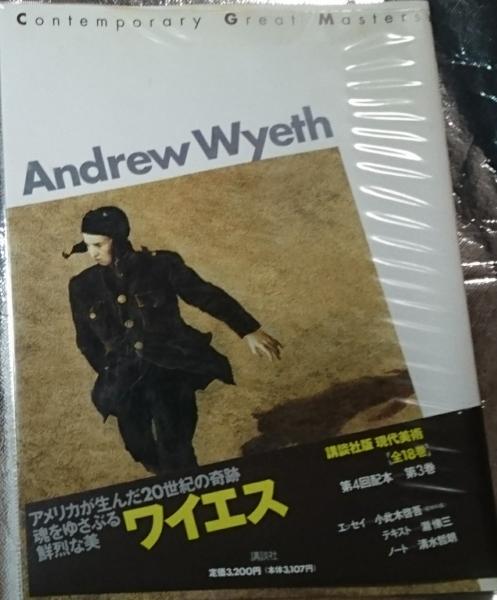 Contemporary Great Masters
Andrew Wyeth
アメリカが生んだ20世紀の奇跡
魂をゆさぶる
鮮烈な美
ワイエス
講談社版 現代美術
[全18巻]
第4回配本 第3巻
エッセイ 小此木啓吾
テキスト 瀧 悌三
ノート 清水哲朗
講談社
定価3,200円(本体3,107円)